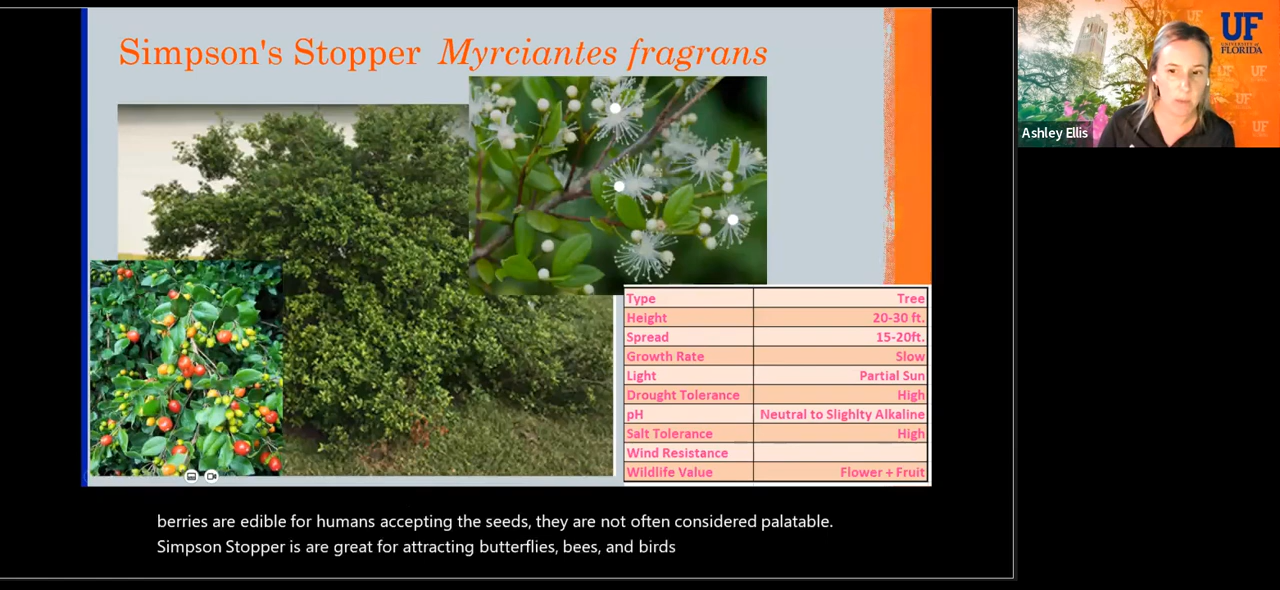 Simpson's Stopper Myrciantes fragrans
Type Tree
Height 20-30 ft.
Spread 15-20ft.
Growth Rate Slow
Light Partial Sun
Drought Tolerance High
pH Neutral to Slighlty Alkaline
Salt Tolerance High
Wind Resistance
Wildlife Value Flower + Fruit
berries are edible for humans accepting the seeds, they are not often considered palatable.
Simpson Stopper is are great for attracting butterflies, bees, and birds
UF
UNIVERSITY of
FLORIDA
Ashley Ellis